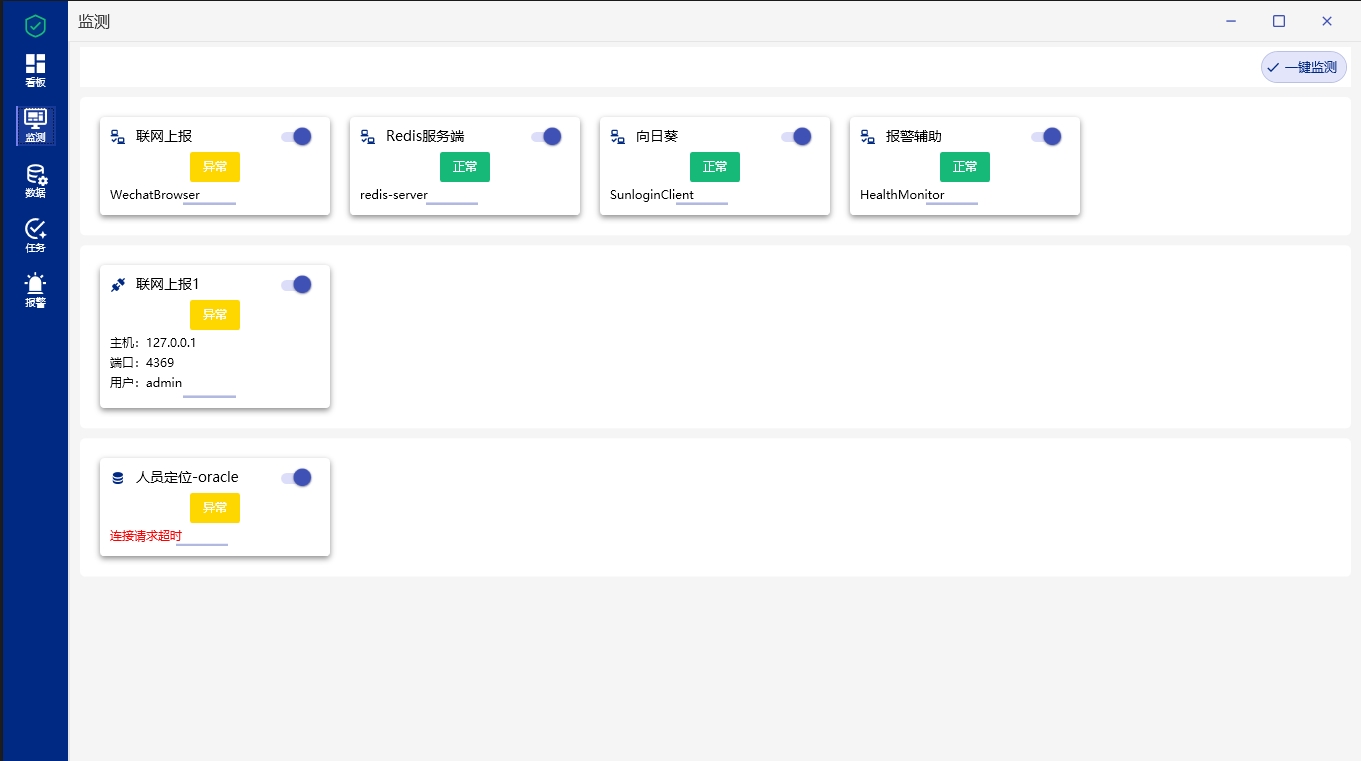 监测
看板
监测
数据
任务
报警
一键监测
联网上报
异常
WechatBrowser
Redis服务端
正常
redis-server
向日葵
正常
SunloginClient
报警辅助
正常
HealthMonitor
联网上报1
异常
主机：127.0.0.1
端口：4369
用户：admin
人员定位-oracle
异常
连接请求超时